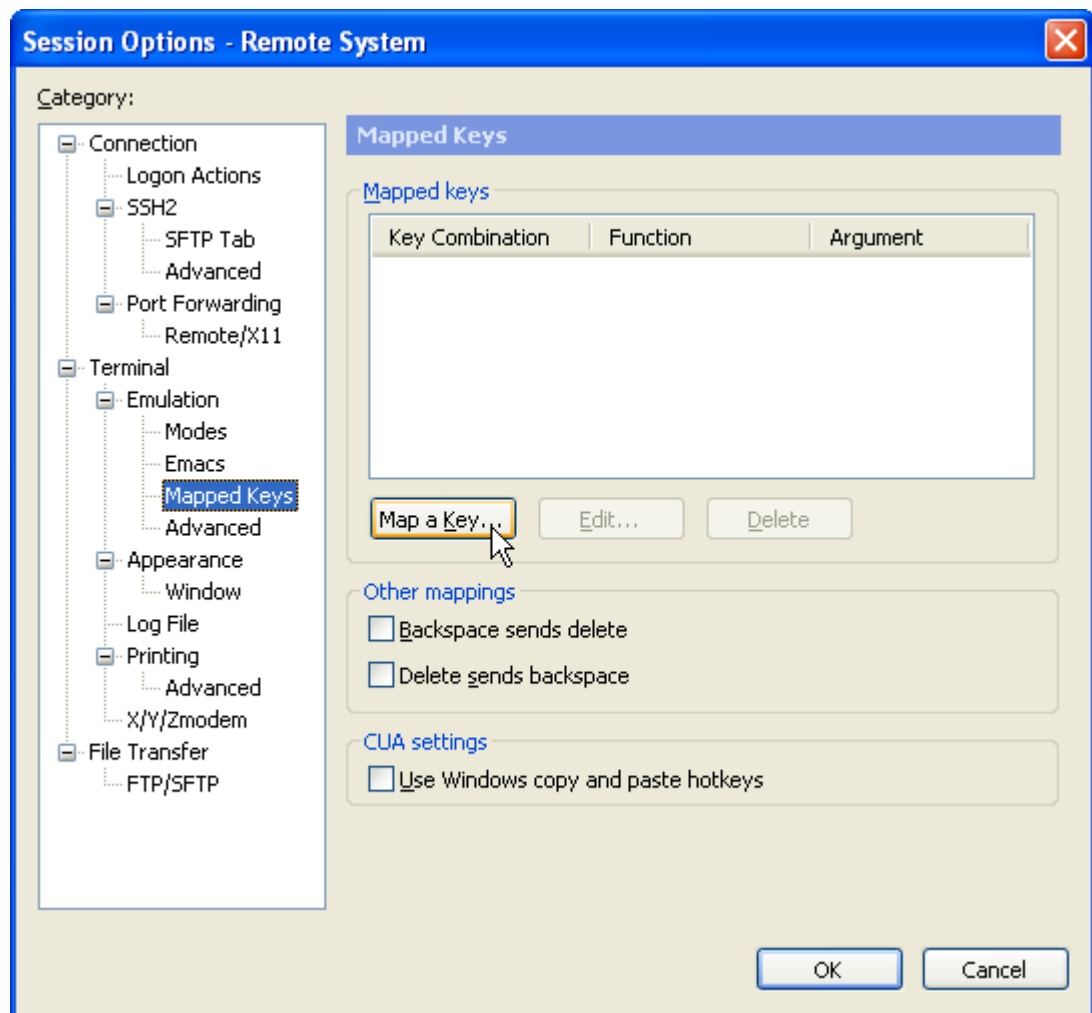 Session Options - Remote System
Category:
Connection
Logon Actions
SSH2
SFTP Tab
Advanced
Port Forwarding
Remote/X11
Terminal
Emulation
Modes
Emacs
Mapped Keys
Advanced
Appearance
Window
Log File
Printing
Advanced
X/Y/Zmodem
File Transfer
FTP/SFTP
Mapped Keys
Mapped keys
Key Combination Function Argument
Map a Key... Edit... Delete
Other mappings
Backspace sends delete
Delete sends backspace
CUA settings
Use Windows copy and paste hotkeys
OK Cancel